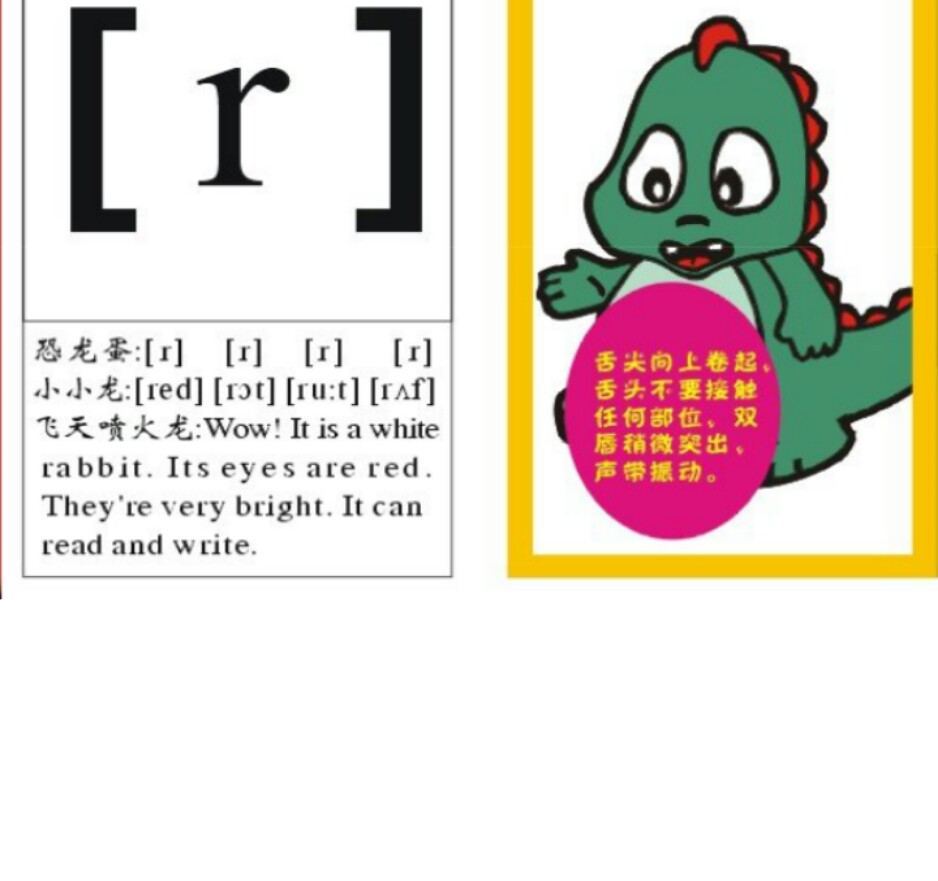 [r]
恐龙蛋:[r] [r] [r] [r]
小小龙:[red] [rɔt] [ru:t] [rʌf]
飞天喷火龙:Wow! It is a white
rabbit. Its eyes are red.
They're very bright. It can
read and write.
舌尖向上卷起，
舌头不要接触
任何部位。双
唇稍微突出，
声带振动。